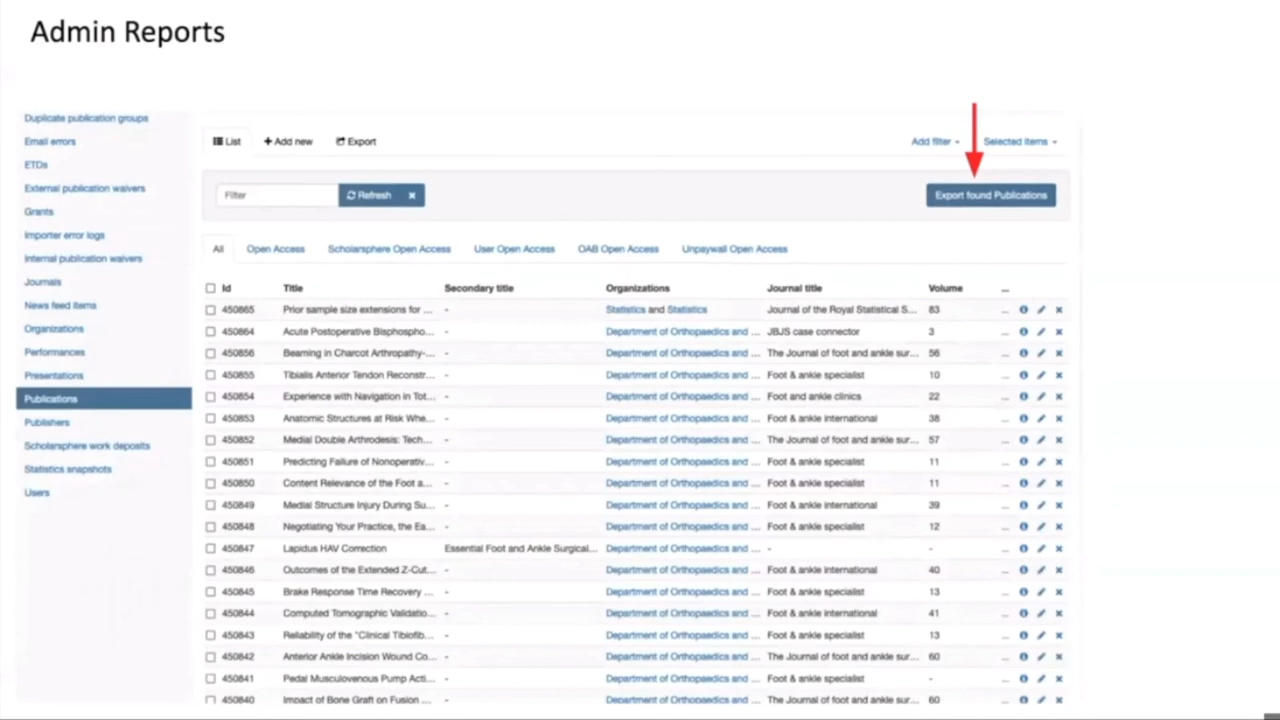 Admin Reports
Duplicate publication groups
Email errors
ETDs
External publication waivers
Grants
Importer error logs
Internal publication waivers
Journals
News feed items
Organizations
Performances
Presentations
Publications
Publishers
Scholarsphere work deposits
Statistics snapshots
Users
List + Add new Export Add filter Selected items
Filter Refresh × Export found Publications
All Open Access Scholarsphere Open Access User Open Access OAB Open Access Unpaywall Open Access
Id Title Secondary title Organizations Journal title Volume ...
450865 Prior sample size extensions for ... - Statistics and Statistics Journal of the Royal Statistical S... 83 ...
450864 Acute Postoperative Bisphospho... - Department of Orthopaedics and ... JBJS case connector 3 ...
450856 Beaming in Charcot Arthropathy-... - Department of Orthopaedics and ... The Journal of foot and ankle sur... 56 ...
450855 Tibialis Anterior Tendon Reconstr... - Department of Orthopaedics and ... Foot & ankle specialist 10 ...
450854 Experience with Navigation in Tot... - Department of Orthopaedics and ... Foot and ankle clinics 22 ...
450853 Anatomic Structures at Risk Whe... - Department of Orthopaedics and ... Foot & ankle international 38 ...
450852 Medial Double Arthrodesis: Tech... - Department of Orthopaedics and ... The Journal of foot and ankle sur... 57 ...
450851 Predicting Failure of Nonoperativ... - Department of Orthopaedics and ... Foot & ankle specialist 11 ...
450850 Content Relevance of the Foot a... - Department of Orthopaedics and ... Foot & ankle specialist 11 ...
450849 Medial Structure Injury During Su... - Department of Orthopaedics and ... Foot & ankle international 39 ...
450848 Negotiating Your Practice, the Ea... - Department of Orthopaedics and ... Foot & ankle specialist 12 ...
450847 Lapidus HAV Correction Essential Foot and Ankle Surgical... Department of Orthopaedics and ... - - ...
450846 Outcomes of the Extended Z-Cut... - Department of Orthopaedics and ... Foot & ankle international 40 ...
450845 Brake Response Time Recovery ... - Department of Orthopaedics and ... Foot & ankle specialist 13 ...
450844 Computed Tomographic Validatio... - Department of Orthopaedics and ... Foot & ankle international 41 ...
450843 Reliability of the "Clinical Tibiofib... - Department of Orthopaedics and ... Foot & ankle specialist 13 ...
450842 Anterior Ankle Incision Wound Co... - Department of Orthopaedics and ... The Journal of foot and ankle sur... 60 ...
450841 Pedal Musculovenous Pump Acti... - Department of Orthopaedics and ... Foot & ankle specialist - ...
450840 Impact of Bone Graft on Fusion ... - Department of Orthopaedics and ... The Journal of foot and ankle sur... 60 ...